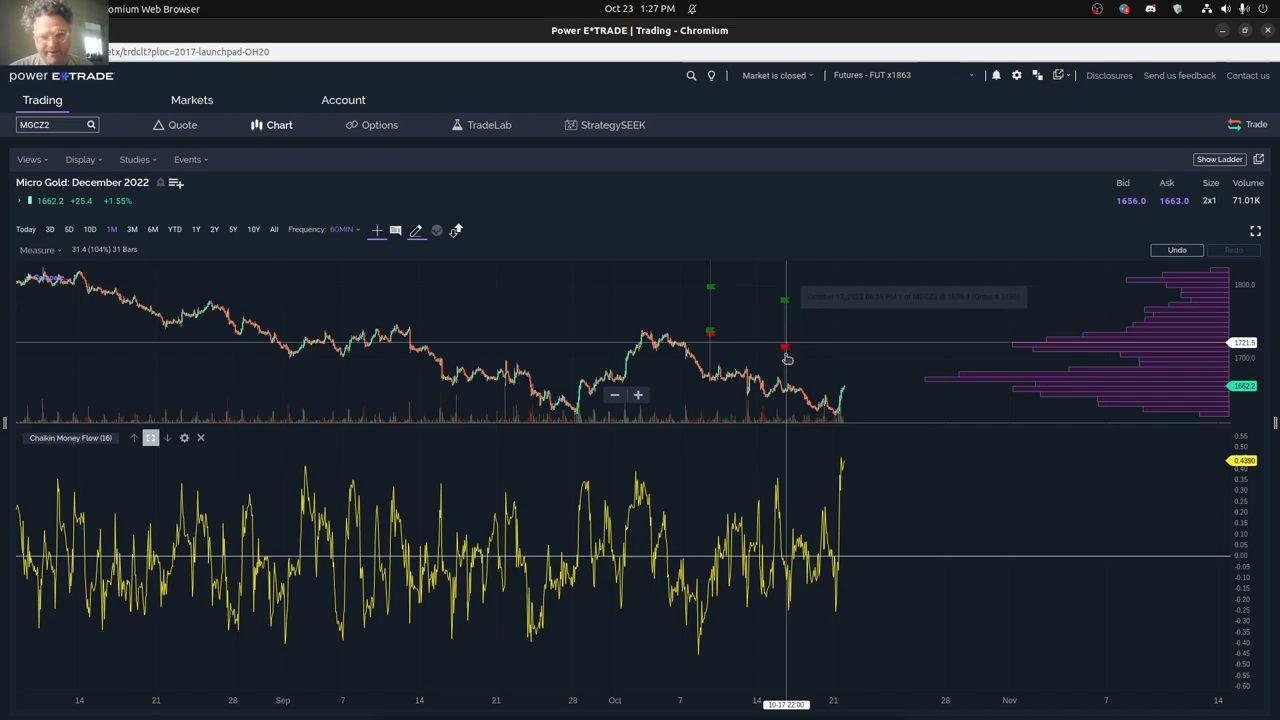 omium Web Browser
Oct 23 1:27 PM
Power E*TRADE | Trading - Chromium
etx/trdclt?ploc=2017-launchpad-OH20
power E*TRADE
Market is closed
Futures - FUT x1863
Disclosures
Send us feedback
Contact us
Trading
Markets
Account
MGCZ2
Quote
Chart
Options
TradeLab
StrategySEEK
Trade
Views
Display
Studies
Events
Show Ladder
Micro Gold: December 2022
Bid Ask Size Volume
1662.2 +25.4 +1.55%
1656.0 1663.0 2x1 71.01K
Today 3D 5D 10D 1M 3M 6M YTD 1Y 2Y 5Y 10Y All Frequency: 60MIN
Measure 31.4 (104%) 31 Bars
Undo Redo
Compare
1800.0
1721.5
1700.0
1662.2
Chaikin Money Flow (16)
0.55
0.50
0.45
0.4390
0.40
0.35
0.30
0.25
0.20
0.15
0.10
0.05
0.00
-0.05
-0.10
-0.15
-0.20
-0.25
-0.30
-0.35
-0.40
-0.45
-0.50
-0.55
-0.60
14 21 28 Sep 7 14 21 28 Oct 7 14 21 28 Nov 7 14
10-17 22:00